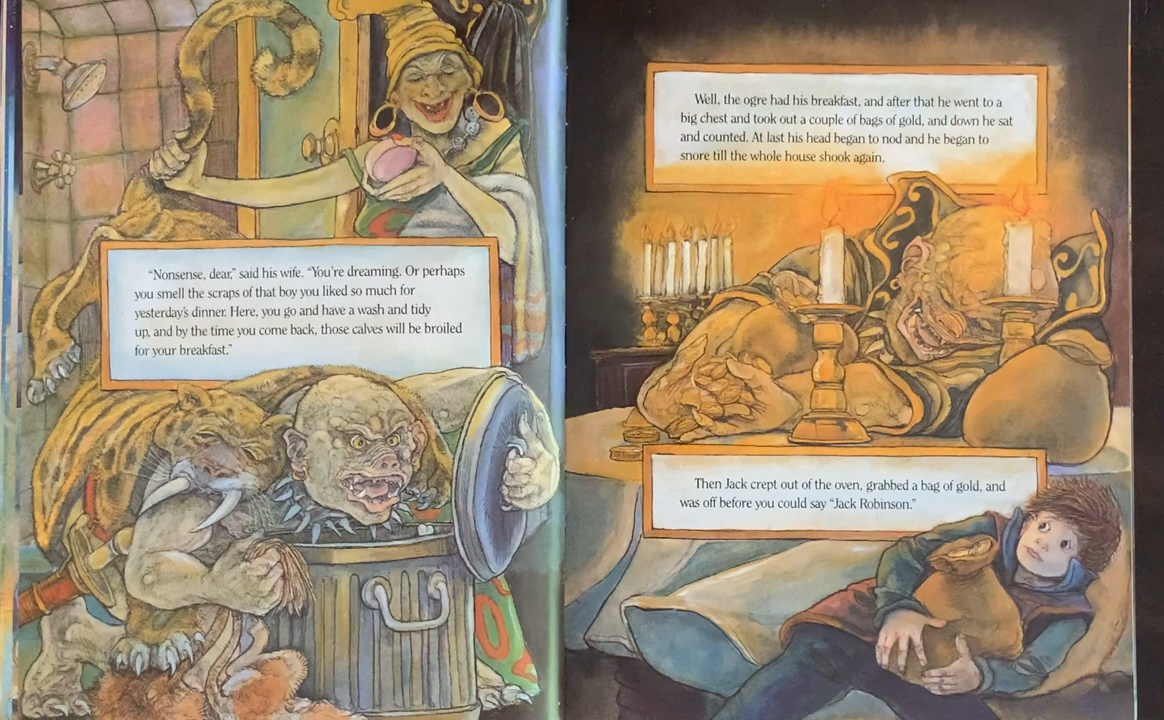 "Nonsense, dear," said his wife. "You're dreaming. Or perhaps
you smell the scraps of that boy you liked so much for
yesterday's dinner. Here, you go and have a wash and tidy
up, and by the time you come back, those calves will be broiled
for your breakfast."
Well, the ogre had his breakfast, and after that he went to a
big chest and took out a couple of bags of gold, and down he sat
and counted. At last his head began to nod and he began to
snore till the whole house shook again.
Then Jack crept out of the oven, grabbed a bag of gold, and
was off before you could say "Jack Robinson."